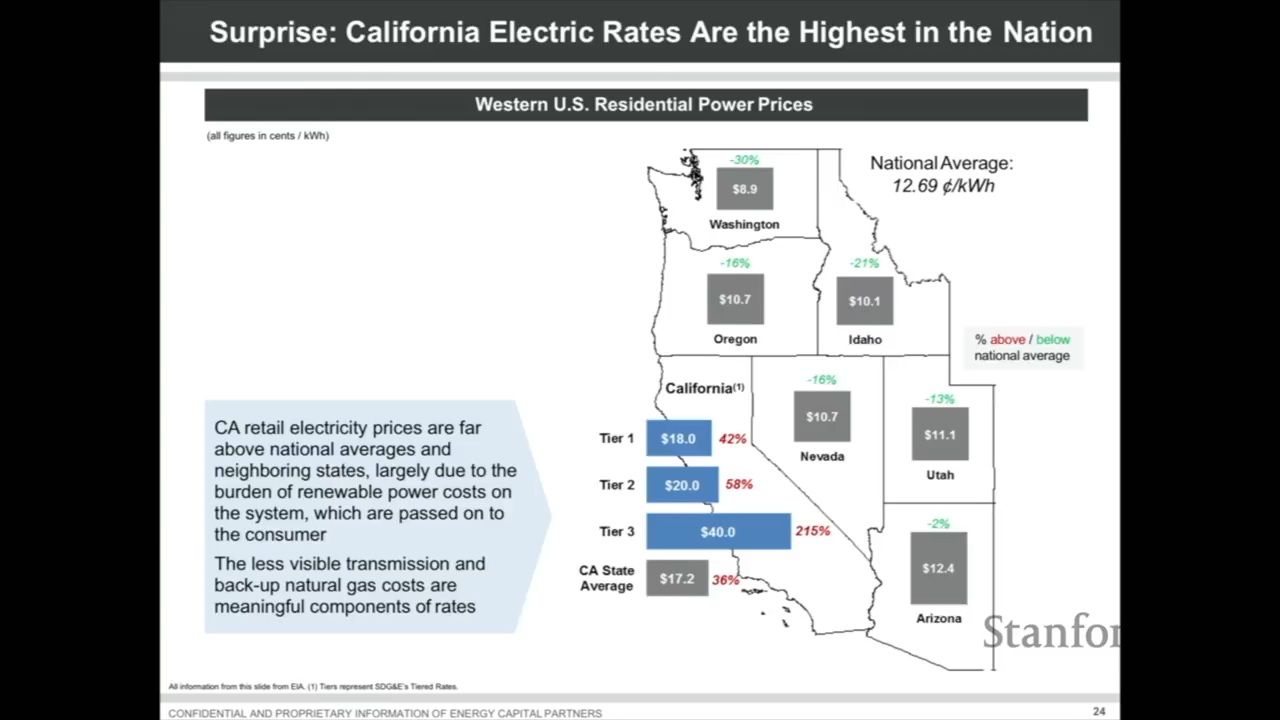 Surprise: California Electric Rates Are the Highest in the Nation
Western U.S. Residential Power Prices
(all figures in cents / kWh)
National Average:
12.69 ¢/kWh
-30%
$8.9
Washington
-16%
$10.7
Oregon
-21%
$10.1
Idaho
% above / below
national average
California(1)
Tier 1
$18.0
42%
Tier 2
$20.0
58%
Tier 3
$40.0
215%
CA State
Average
$17.2
36%
-16%
$10.7
Nevada
-13%
$11.1
Utah
-2%
$12.4
Arizona
CA retail electricity prices are far
above national averages and
neighboring states, largely due to the
burden of renewable power costs on
the system, which are passed on to
the consumer
The less visible transmission and
back-up natural gas costs are
meaningful components of rates
Stanfor
All information from this slide from EIA. (1) Tiers represent SDG&E's Tiered Rates.
CONFIDENTIAL AND PROPRIETARY INFORMATION OF ENERGY CAPITAL PARTNERS
24